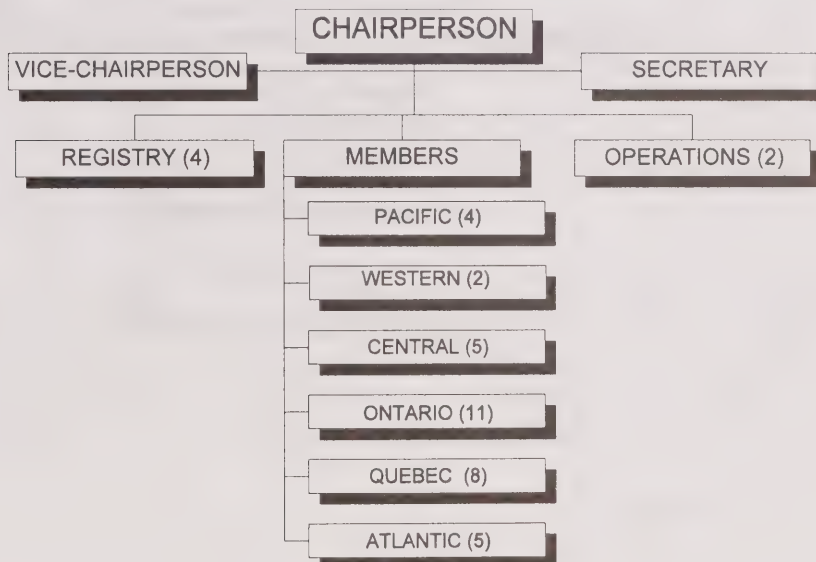 CHAIRPERSON
VICE-CHAIRPERSON
SECRETARY
REGISTRY (4)
MEMBERS
OPERATIONS (2)
PACIFIC (4)
WESTERN (2)
CENTRAL (5)
ONTARIO (11)
QUEBEC (8)
ATLANTIC (5)